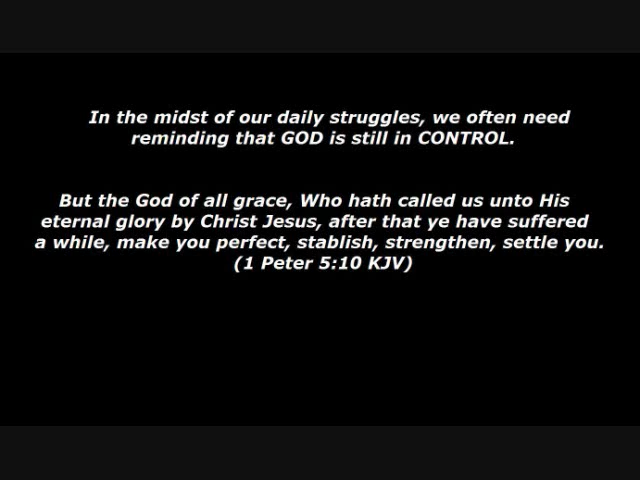 In the midst of our daily struggles, we often need
reminding that GOD is still in CONTROL.
But the God of all grace, Who hath called us unto His
eternal glory by Christ Jesus, after that ye have suffered
a while, make you perfect, stablish, strengthen, settle you.
(1 Peter 5:10 KJV)